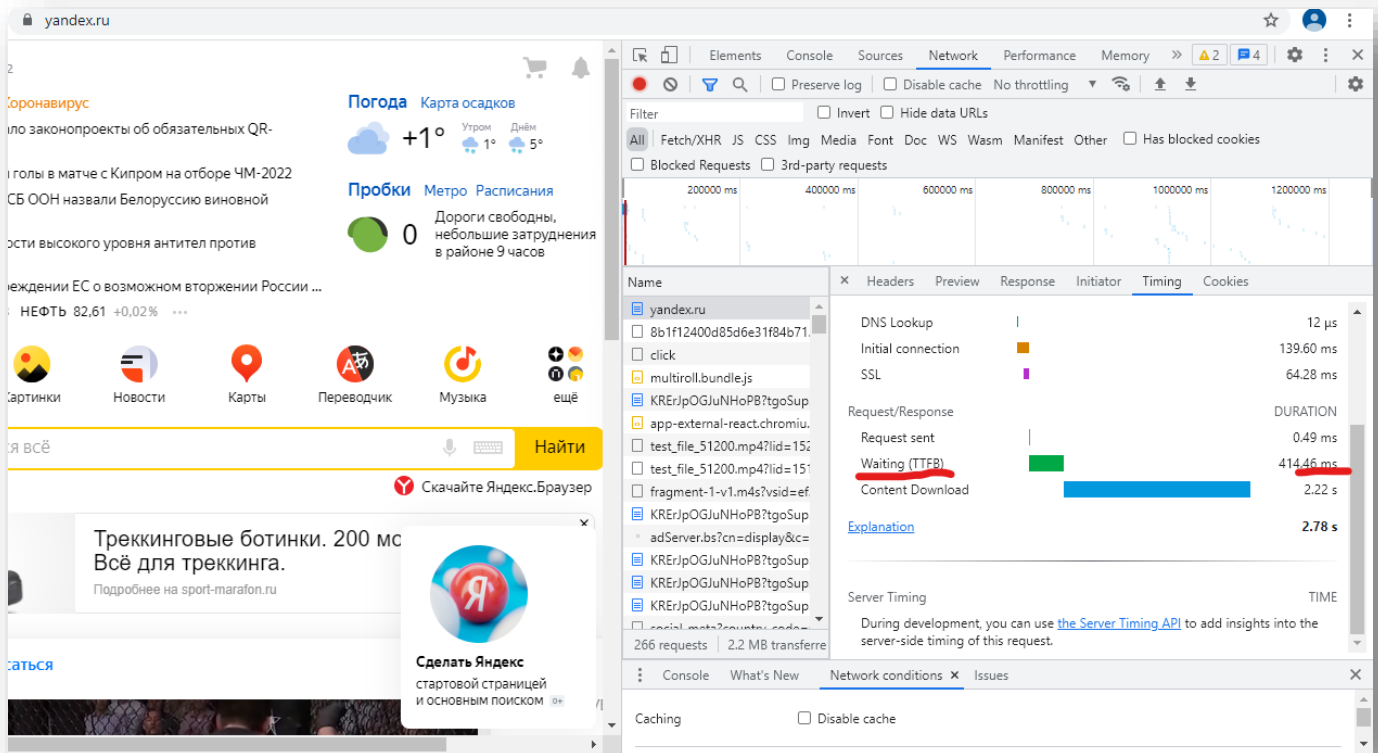 yandex.ru
2
Коронавирус
ало законопроекты об обязательных QR-
голы в матче с Кипром на отборе ЧМ-2022
СБ ООН назвали Белоруссию виновной
ости высокого уровня антител против
реждении ЕС о возможном вторжении России ...
НЕФТЬ 82,61 +0,02% ...
Погода Карта осадков
+1° Утром 1° Днём 5°
Пробки Метро Расписания
0 Дороги свободны,
небольшие затруднения
в районе 9 часов
Картинки Новости Карты Переводчик Музыка ещё
ся всё Найти
Скачайте Яндекс.Браузер
Треккинговые ботинки. 200 мо
Всё для треккинга.
Подробнее на sport-marafon.ru
Сделать Яндекс
стартовой страницей
и основным поиском 0+
саться
Elements Console Sources Network Performance Memory » 2 4
Preserve log Disable cache No throttling
Filter Invert Hide data URLs
All Fetch/XHR JS CSS Img Media Font Doc WS Wasm Manifest Other Has blocked cookies
Blocked Requests 3rd-party requests
200000 ms 400000 ms 600000 ms 800000 ms 1000000 ms 1200000 ms
Name
yandex.ru
8b1f12400d85d6e31f84b71.
click
multiroll.bundle.js
KRErJpOGJuNHoPB?tgoSup
app-external-react.chromiu.
test_file_51200.mp4?lid=152
test_file_51200.mp4?lid=151
fragment-1-v1.m4s?vsid=ef.
KRErJpOGJuNHoPB?tgoSup
adServer.bs?cn=display&c=
KRErJpOGJuNHoPB?tgoSup
KRErJpOGJuNHoPB?tgoSup
KRErJpOGJuNHoPB?tgoSup
social_meta?country_code=
266 requests 2.2 MB transferre
Headers Preview Response Initiator Timing Cookies
DNS Lookup 12 µs
Initial connection 139.60 ms
SSL 64.28 ms
Request/Response DURATION
Request sent 0.49 ms
Waiting (TTFB) 414.46 ms
Content Download 2.22 s
Explanation 2.78 s
Server Timing TIME
During development, you can use the Server Timing API to add insights into the
server-side timing of this request.
Console What's New Network conditions Issues
Caching Disable cache